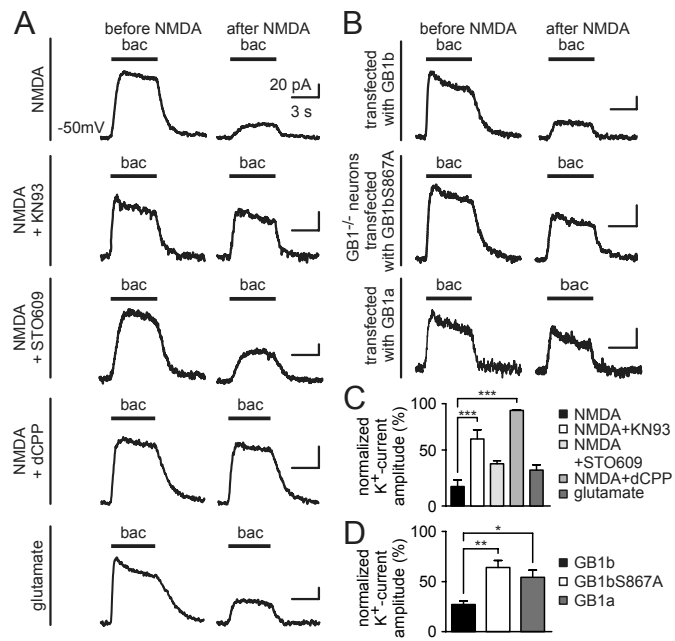 A
before NMDA
after NMDA
NMDA
bac
bac
20 pA
3 s
-50mV
NMDA
+ KN93
bac
bac
NMDA
+ STO609
bac
bac
NMDA
+ dCPP
bac
bac
glutamate
bac
bac
B
before NMDA
after NMDA
transfected
with GB1b
bac
bac
GB1-/- neurons
transfected
with GB1bS867A
bac
bac
transfected
with GB1a
bac
bac
C
normalized
K+-current
amplitude (%)
100
50
0
***
***
NMDA
NMDA+KN93
NMDA
+STO609
NMDA+dCPP
glutamate
D
normalized
K+-current
amplitude (%)
100
50
0
*
**
GB1b
GB1bS867A
GB1a